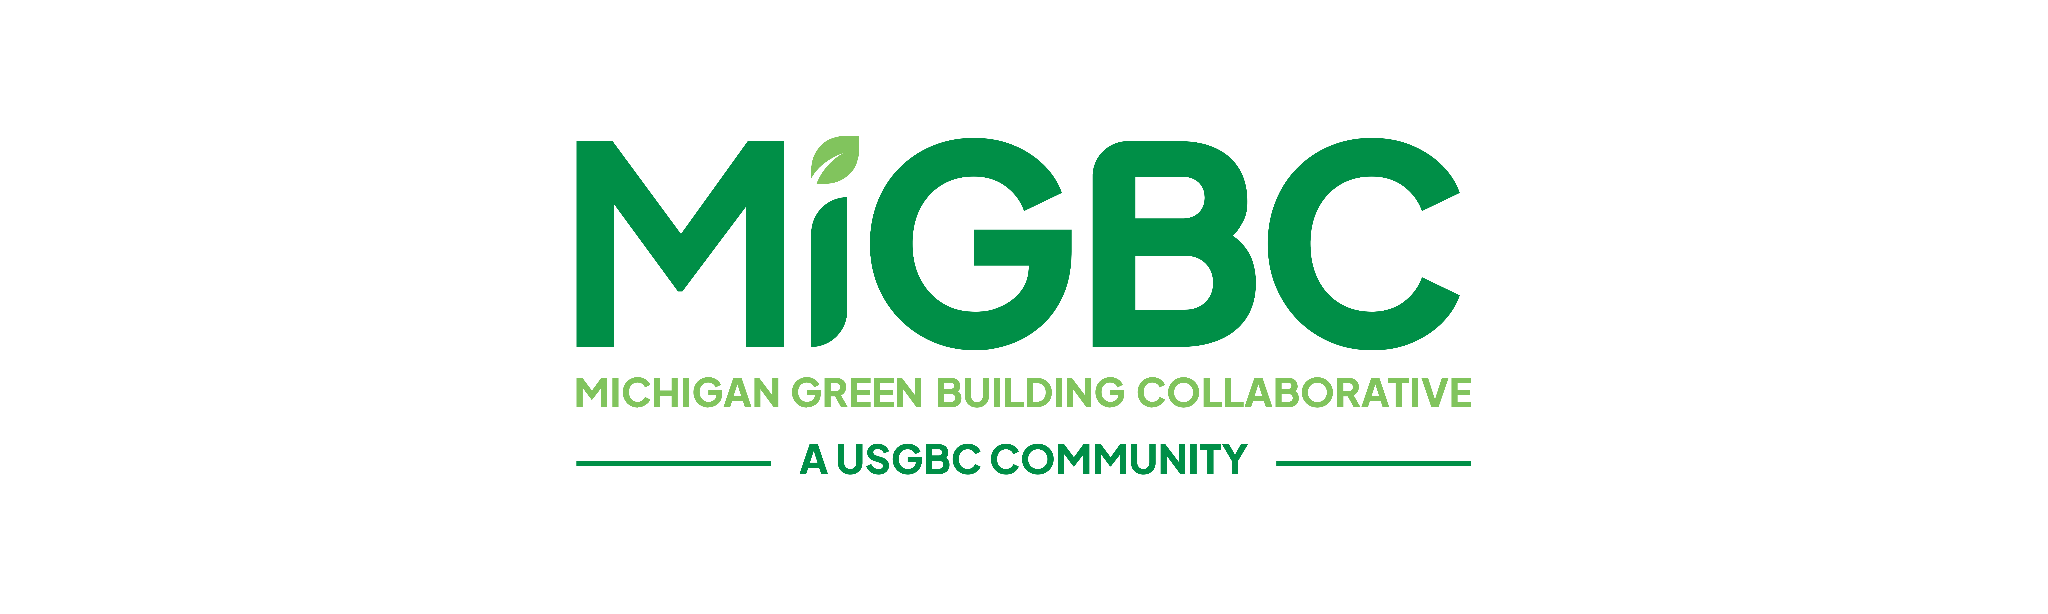 MiGBC
MICHIGAN GREEN BUILDING COLLABORATIVE
A USGBC COMMUNITY